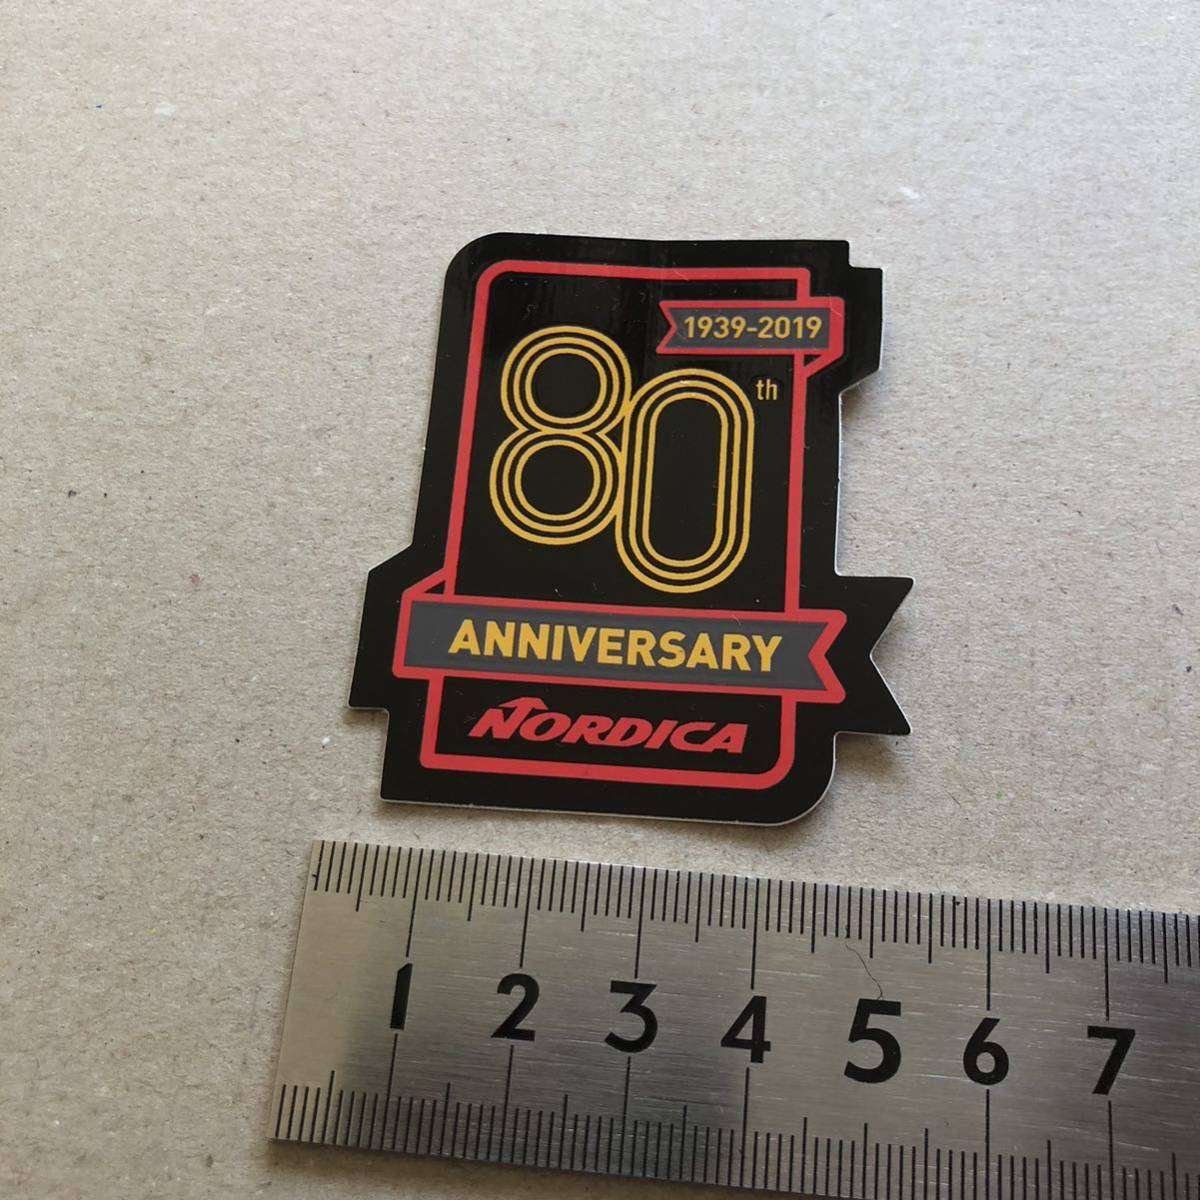 1939-2019
80th
ANNIVERSARY
NORDICA
1 2 3 4 5 6 7